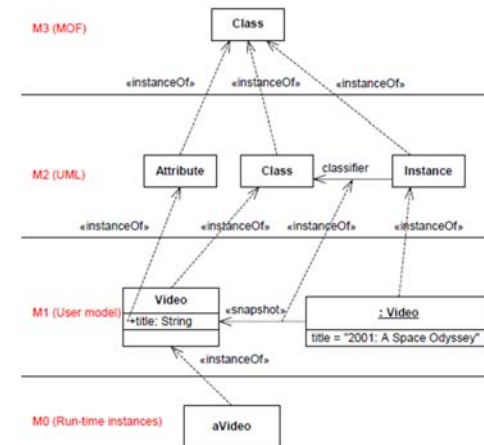 M3 (MOF)
Class
«instanceOf» «instanceOf» «instanceOf»
M2 (UML)
Attribute
Class
classifier
Instance
«instanceOf» «instanceOf» «instanceOf» «instanceOf»
M1 (User model)
Video
+title: String
«snapshot»
: Video
title = "2001: A Space Odyssey"
«instanceOf»
M0 (Run-time instances)
aVideo